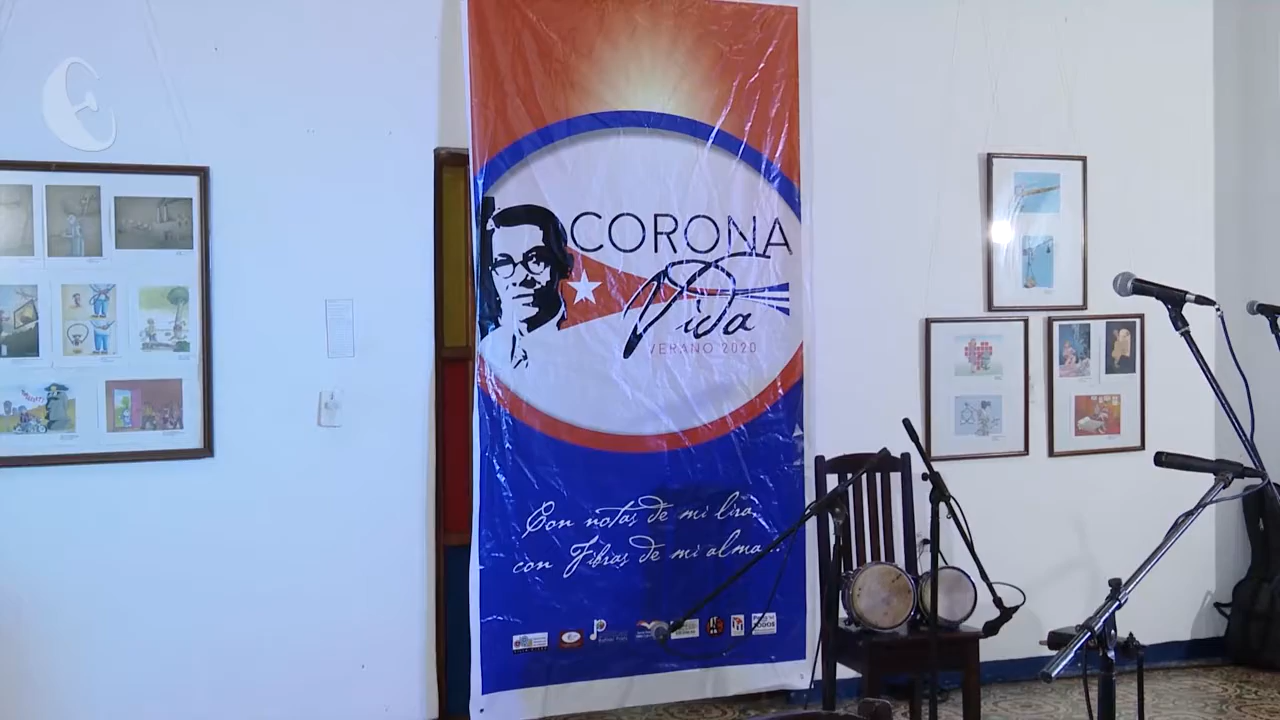 CORONA
Vida
VERANO 2020
Con notas de mi lira,
con Fibras de mi alma...